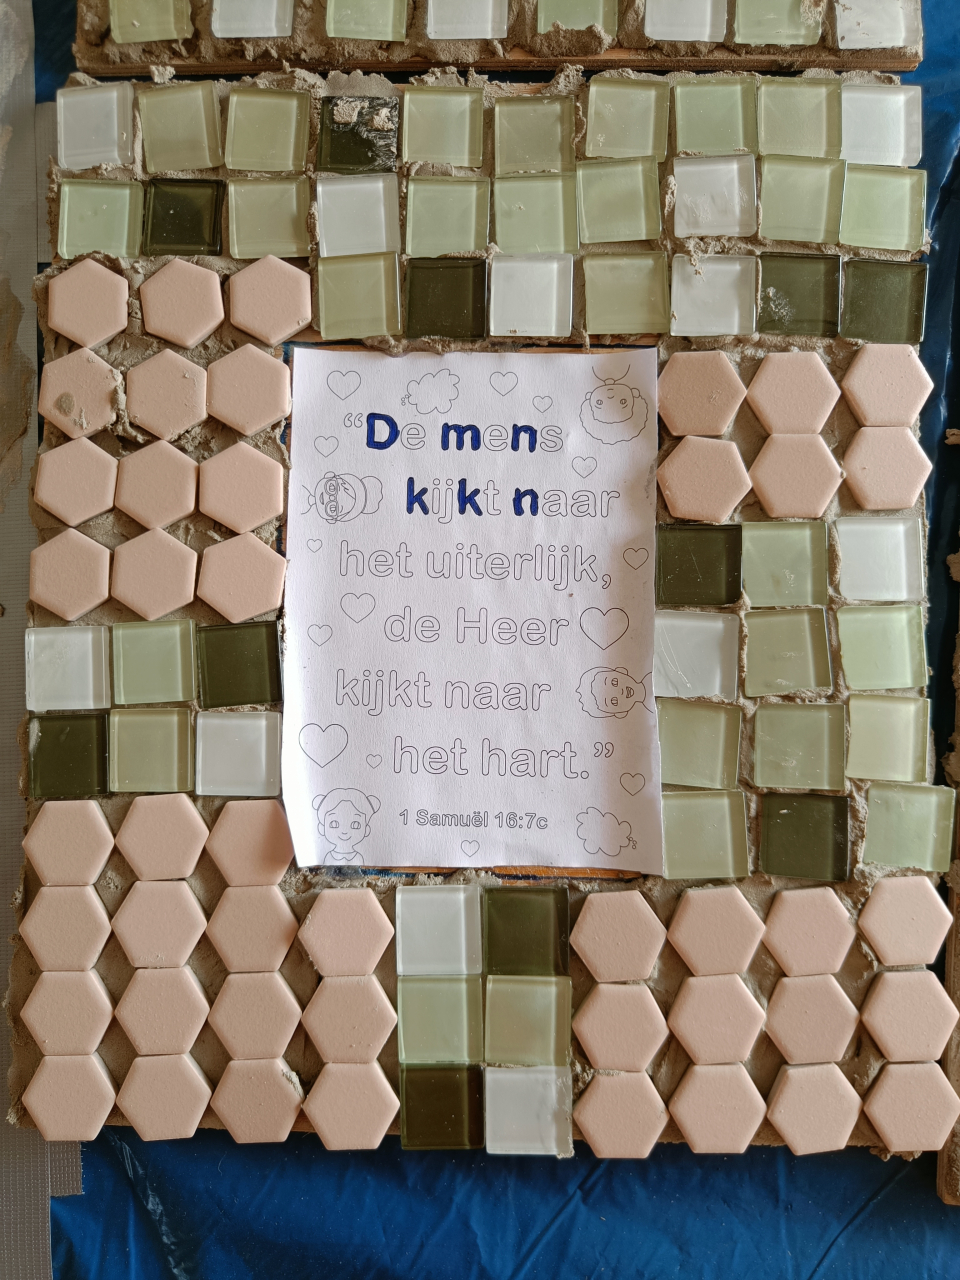 “De mens
kijkt naar
het uiterlijk,
de Heer
kijkt naar
het hart.”
1 Samuël 16:7c